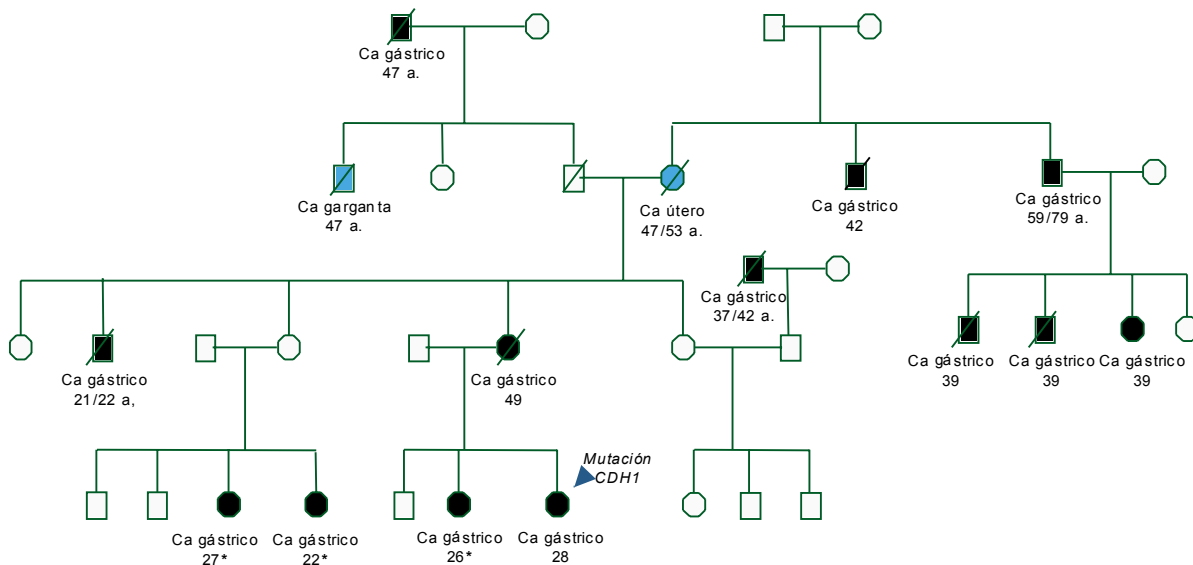 Ca gástrico
47 a.
Ca garganta
47 a.
Ca útero
47/53 a.
Ca gástrico
42
Ca gástrico
59/79 a.
Ca gástrico
37/42 a.
Ca gástrico
21/22 a,
Ca gástrico
49
Ca gástrico
39
Ca gástrico
39
Ca gástrico
39
Mutación
CDH1
Ca gástrico
27*
Ca gástrico
22*
Ca gástrico
26*
Ca gástrico
28